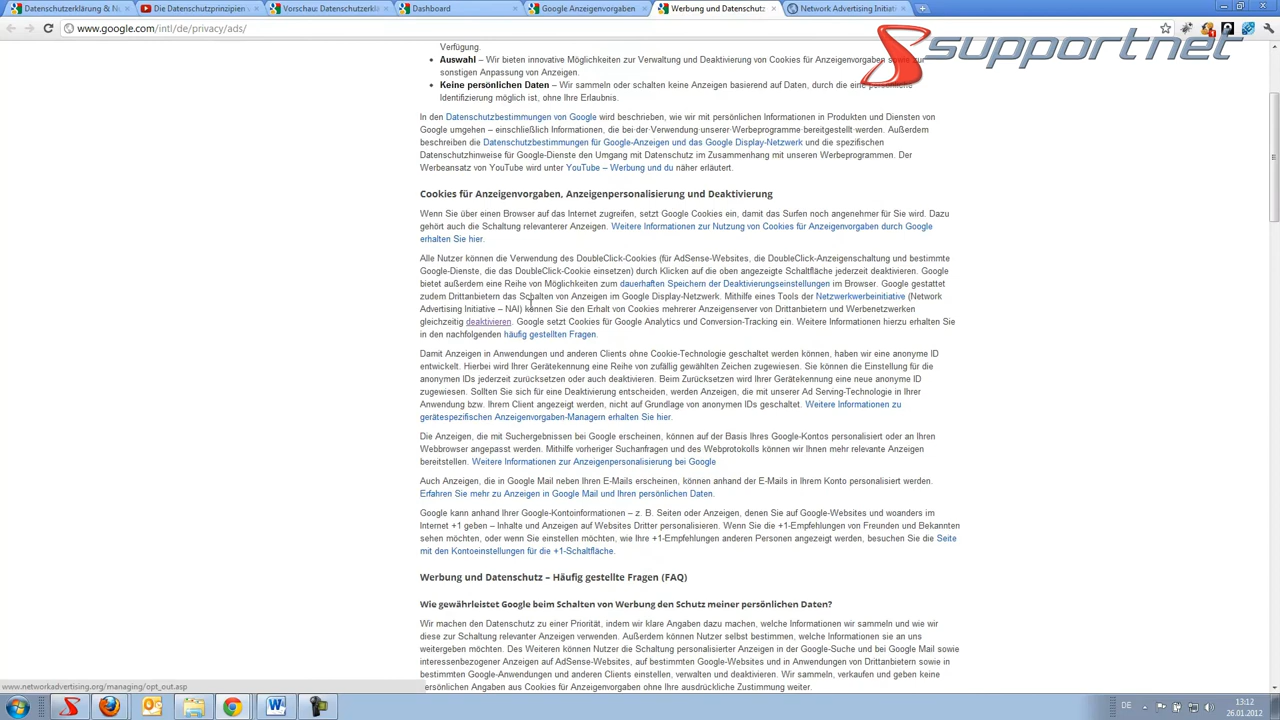 Datenschutzerklärung & Nu
Die Datenschutzprinzipien
Vorschau: Datenschutzerklä
Dashboard
Google Anzeigenvorgaben
Werbung und Datenschutz
Network Advertising Initiati
www.google.com/intl/de/privacy/ads/
supportnet
Verfügung.
Auswahl – Wir bieten innovative Möglichkeiten zur Verwaltung und Deaktivierung von Cookies für Anzeigenvorgaben sowie zur
sonstigen Anpassung von Anzeigen.
Keine persönlichen Daten – Wir sammeln oder schalten keine Anzeigen basierend auf Daten, durch die eine persönliche
Identifizierung möglich ist, ohne Ihre Erlaubnis.
In den Datenschutzbestimmungen von Google wird beschrieben, wie wir mit persönlichen Informationen in Produkten und Diensten von
Google umgehen – einschließlich Informationen, die bei der Verwendung unserer Werbeprogramme bereitgestellt werden. Außerdem
beschreiben die Datenschutzbestimmungen für Google-Anzeigen und das Google Display-Netzwerk und die spezifischen
Datenschutzhinweise für Google-Dienste den Umgang mit Datenschutz im Zusammenhang mit unseren Werbeprogrammen. Der
Werbeansatz von YouTube wird unter YouTube – Werbung und du näher erläutert.
Cookies für Anzeigenvorgaben, Anzeigenpersonalisierung und Deaktivierung
Wenn Sie über einen Browser auf das Internet zugreifen, setzt Google Cookies ein, damit das Surfen noch angenehmer für Sie wird. Dazu
gehört auch die Schaltung relevanterer Anzeigen. Weitere Informationen zur Nutzung von Cookies für Anzeigenvorgaben durch Google
erhalten Sie hier.
Alle Nutzer können die Verwendung des DoubleClick-Cookies (für AdSense-Websites, die DoubleClick-Anzeigenschaltung und bestimmte
Google-Dienste, die das DoubleClick-Cookie einsetzen) durch Klicken auf die oben angezeigte Schaltfläche jederzeit deaktivieren. Google
bietet außerdem eine Reihe von Möglichkeiten zum dauerhaften Speichern der Deaktivierungseinstellungen im Browser. Google gestattet
zudem Drittanbietern das Schalten von Anzeigen im Google Display-Netzwerk. Mithilfe eines Tools der Netzwerkwerbeinitiative (Network
Advertising Initiative – NAI) können Sie den Erhalt von Cookies mehrerer Anzeigenserver von Drittanbietern und Werbenetzwerken
gleichzeitig deaktivieren. Google setzt Cookies für Google Analytics und Conversion-Tracking ein. Weitere Informationen hierzu erhalten Sie
in den nachfolgenden häufig gestellten Fragen.
Damit Anzeigen in Anwendungen und anderen Clients ohne Cookie-Technologie geschaltet werden können, haben wir eine anonyme ID
entwickelt. Hierbei wird Ihrer Gerätekennung eine Reihe von zufällig gewählten Zeichen zugewiesen. Sie können die Einstellung für die
anonymen IDs jederzeit zurücksetzen oder auch deaktivieren. Beim Zurücksetzen wird Ihrer Gerätekennung eine neue anonyme ID
zugewiesen. Sollten Sie sich für eine Deaktivierung entscheiden, werden Anzeigen, die mit unserer Ad Serving-Technologie in Ihrer
Anwendung bzw. Ihrem Client angezeigt werden, nicht auf Grundlage von anonymen IDs geschaltet. Weitere Informationen zu
gerätespezifischen Anzeigenvorgaben-Managern erhalten Sie hier.
Die Anzeigen, die mit Suchergebnissen bei Google erscheinen, können auf der Basis Ihres Google-Kontos personalisiert oder an Ihren
Webbrowser angepasst werden. Mithilfe vorheriger Suchanfragen und des Webprotokolls können wir Ihnen mehr relevante Anzeigen
bereitstellen. Weitere Informationen zur Anzeigenpersonalisierung bei Google
Auch Anzeigen, die in Google Mail neben Ihren E-Mails erscheinen, können anhand der E-Mails in Ihrem Konto personalisiert werden.
Erfahren Sie mehr zu Anzeigen in Google Mail und Ihren persönlichen Daten.
Google kann anhand Ihrer Google-Kontoinformationen – z. B. Seiten oder Anzeigen, denen Sie auf Google-Websites und woanders im
Internet +1 geben – Inhalte und Anzeigen auf Websites Dritter personalisieren. Wenn Sie die +1-Empfehlungen von Freunden und Bekannten
sehen möchten, oder wenn Sie einstellen möchten, wie Ihre +1-Empfehlungen anderen Personen angezeigt werden, besuchen Sie die Seite
mit den Kontoeinstellungen für die +1-Schaltfläche.
Werbung und Datenschutz – Häufig gestellte Fragen (FAQ)
Wie gewährleistet Google beim Schalten von Werbung den Schutz meiner persönlichen Daten?
Wir machen den Datenschutz zu einer Priorität, indem wir klare Angaben dazu machen, welche Informationen wir sammeln und wie wir
diese zur Schaltung relevanter Anzeigen verwenden. Außerdem können Nutzer selbst bestimmen, welche Informationen sie an uns
weitergeben möchten. Des Weiteren können Nutzer die Schaltung personalisierter Anzeigen in der Google-Suche und bei Google Mail sowie
interessenbezogener Anzeigen auf AdSense-Websites, auf bestimmten Google-Websites und in Anwendungen von Drittanbietern sowie in
bestimmten Google-Anwendungen und anderen Clients einstellen, verwalten und deaktivieren. Wir sammeln, verkaufen und geben keine
persönlichen Angaben aus Cookies für Anzeigenvorgaben ohne Ihre ausdrückliche Zustimmung weiter.
www.networkadvertising.org/managing/opt_out.asp
DE
13:12
26.01.2012